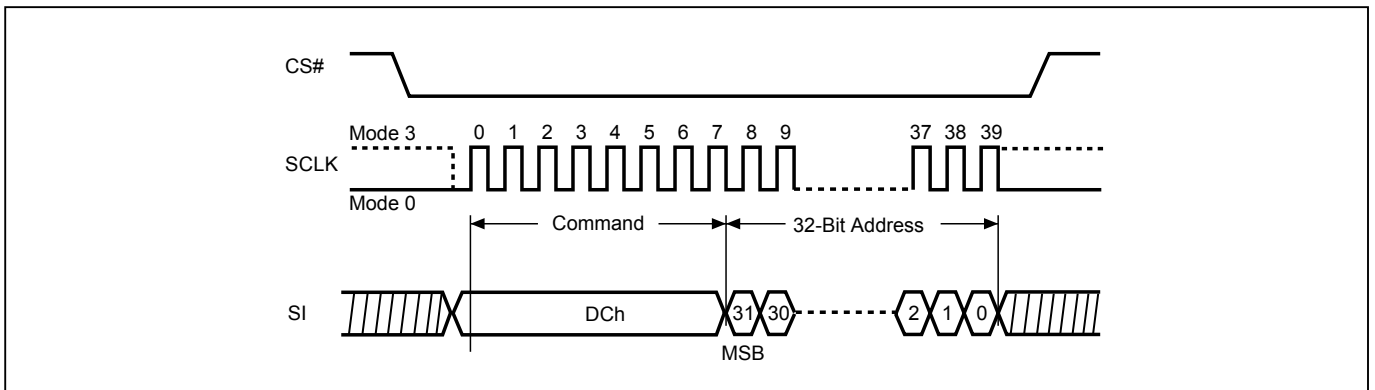 CS#
Mode 3 0 1 2 3 4 5 6 7 8 9 37 38 39
SCLK
Mode 0
Command 32-Bit Address
SI DCh 31 30 2 1 0
MSB